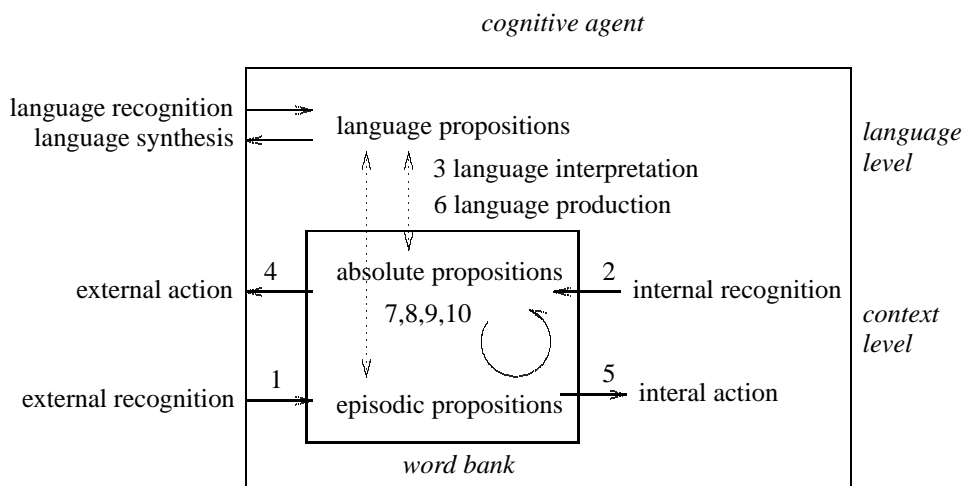 cognitive agent
language recognition
language synthesis
language propositions
language
level
3 language interpretation
6 language production
4
absolute propositions
2
external action
7,8,9,10
internal recognition
context
level
1
5
external recognition
episodic propositions
interal action
word bank